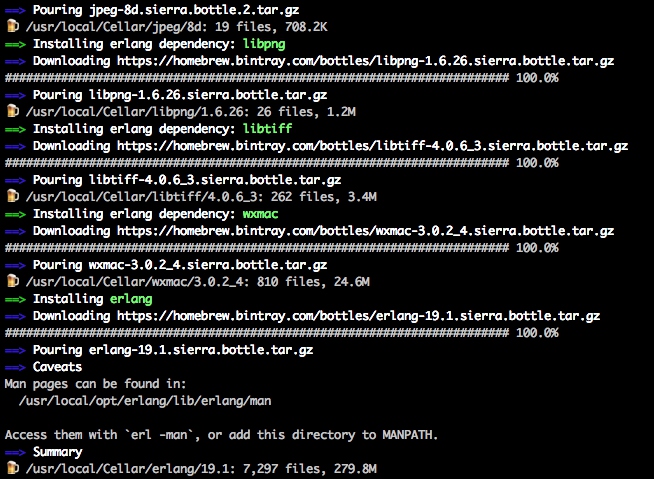 ==> Pouring jpeg-8d.sierra.bottle.2.tar.gz
🍺 /usr/local/Cellar/jpeg/8d: 19 files, 708.2K
==> Installing erlang dependency: libpng
==> Downloading https://homebrew.bintray.com/bottles/libpng-1.6.26.sierra.bottle.tar.gz
######################################################################## 100.0%
==> Pouring libpng-1.6.26.sierra.bottle.tar.gz
🍺 /usr/local/Cellar/libpng/1.6.26: 26 files, 1.2M
==> Installing erlang dependency: libtiff
==> Downloading https://homebrew.bintray.com/bottles/libtiff-4.0.6_3.sierra.bottle.tar.gz
######################################################################## 100.0%
==> Pouring libtiff-4.0.6_3.sierra.bottle.tar.gz
🍺 /usr/local/Cellar/libtiff/4.0.6_3: 262 files, 3.4M
==> Installing erlang dependency: wxmac
==> Downloading https://homebrew.bintray.com/bottles/wxmac-3.0.2_4.sierra.bottle.tar.gz
######################################################################## 100.0%
==> Pouring wxmac-3.0.2_4.sierra.bottle.tar.gz
🍺 /usr/local/Cellar/wxmac/3.0.2_4: 810 files, 24.6M
==> Installing erlang
==> Downloading https://homebrew.bintray.com/bottles/erlang-19.1.sierra.bottle.tar.gz
######################################################################## 100.0%
==> Pouring erlang-19.1.sierra.bottle.tar.gz
==> Caveats
Man pages can be found in:
  /usr/local/opt/erlang/lib/erlang/man

Access them with `erl -man`, or add this directory to MANPATH.
==> Summary
🍺 /usr/local/Cellar/erlang/19.1: 7,297 files, 279.8M